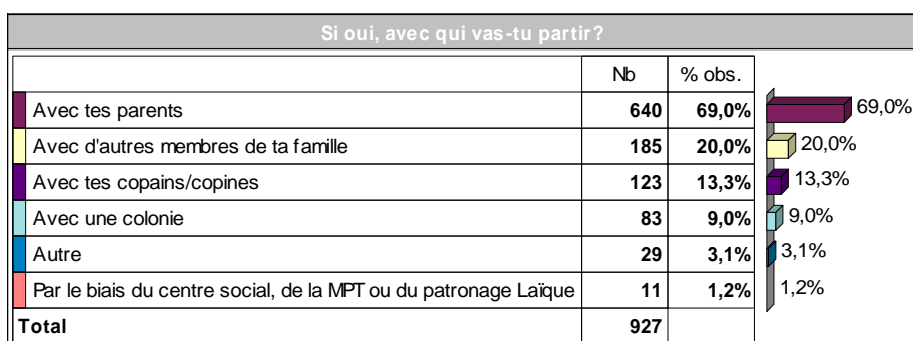 Si oui, avec qui vas-tu partir?
Nb % obs.
Avec tes parents 640 69,0% 69,0%
Avec d'autres membres de ta famille 185 20,0% 20,0%
Avec tes copains/copines 123 13,3% 13,3%
Avec une colonie 83 9,0% 9,0%
Autre 29 3,1% 3,1%
Par le biais du centre social, de la MPT ou du patronage Laïque 11 1,2% 1,2%
Total 927